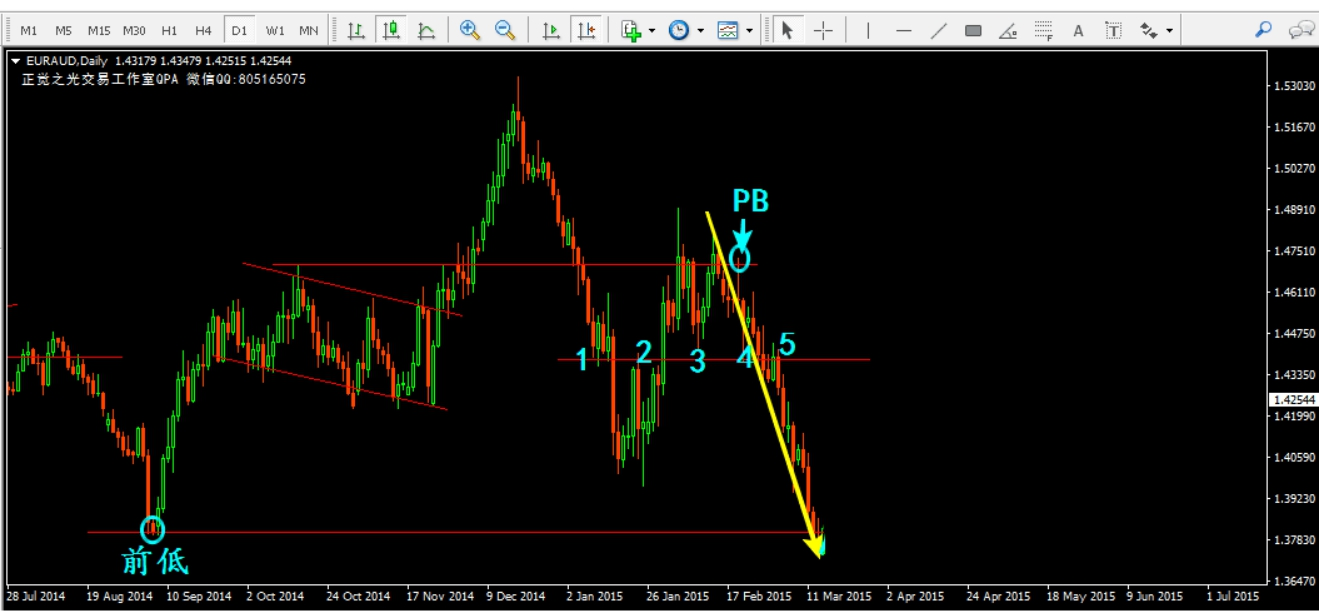 M1 M5 M15 M30 H1 H4 D1 W1 MN
F A T
EURAUD,Daily 1.43179 1.43479 1.42515 1.42544
正觉之光交易工作室QPA 微信QQ:805165075
1.53030
1.51670
1.50270
PB
1.48910
1.47510
1.46110
1.44750
1 2 3 4 5
1.43350
1.42544
1.41990
1.40590
1.39230
1.37830
前低
1.36470
28 Jul 2014 19 Aug 2014 10 Sep 2014 2 Oct 2014 24 Oct 2014 17 Nov 2014 9 Dec 2014 2 Jan 2015 26 Jan 2015 17 Feb 2015 11 Mar 2015 2 Apr 2015 24 Apr 2015 18 May 2015 9 Jun 2015 1 Jul 2015